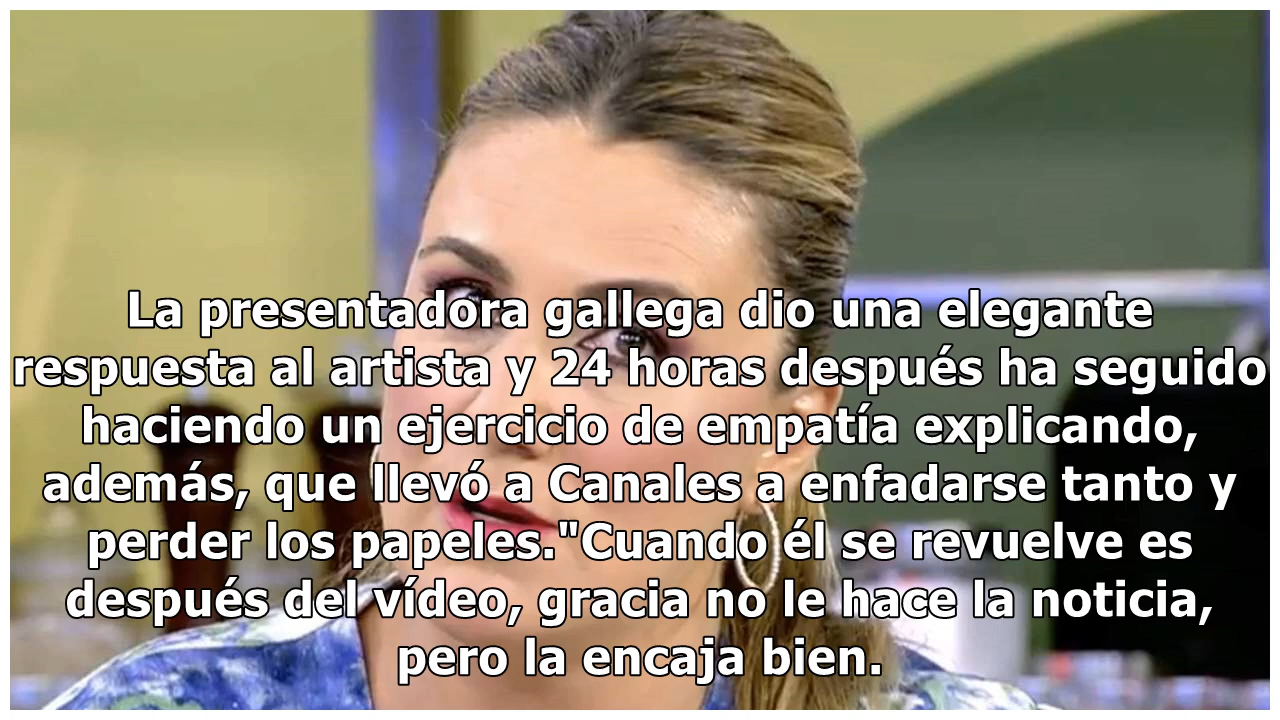 La presentadora gallega dio una elegante
respuesta al artista y 24 horas después ha seguido
haciendo un ejercicio de empatía explicando,
además, que llevó a Canales a enfadarse tanto y
perder los papeles."Cuando él se revuelve es
después del vídeo, gracia no le hace la noticia,
pero la encaja bien.